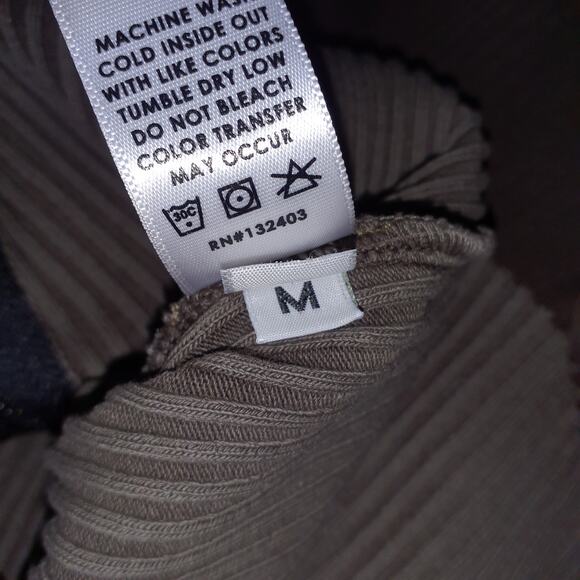 MACHINE WASH
COLD INSIDE OUT
WITH LIKE COLORS
TUMBLE DRY LOW
DO NOT BLEACH
COLOR TRANSFER
MAY OCCUR
30C
RN#132403
M